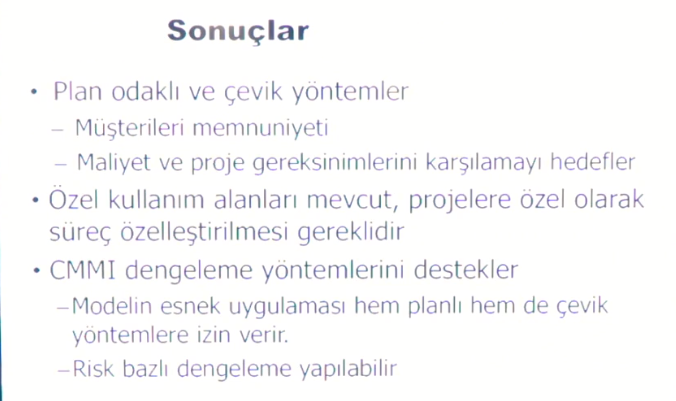 Sonuçlar
• Plan odaklı ve çevik yöntemler
– Müşterileri memnuniyeti
– Maliyet ve proje gereksinimlerini karşılamayı hedefler
• Özel kullanım alanları mevcut, projelere özel olarak
süreç özelleştirilmesi gereklidir
• CMMI dengeleme yöntemlerini destekler
–Modelin esnek uygulaması hem planlı hem de çevik
yöntemlere izin verir.
–Risk bazlı dengeleme yapılabilir